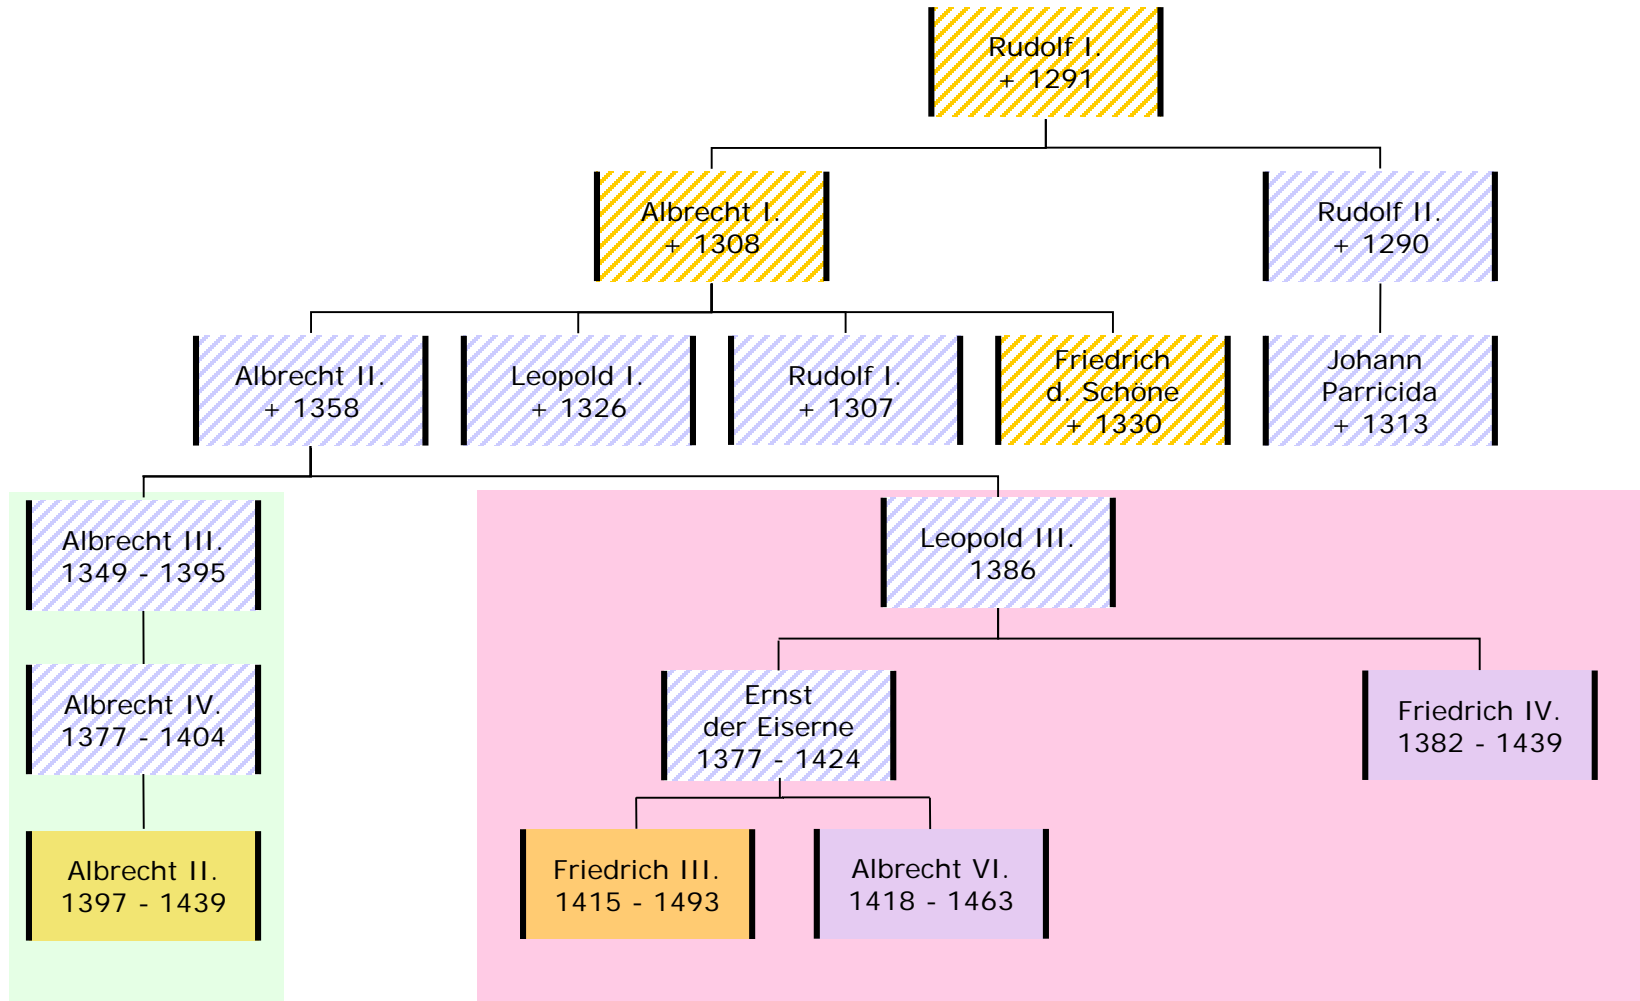 Rudolf I.
+ 1291
Albrecht I.
+ 1308
Rudolf II.
+ 1290
Albrecht II.
+ 1358
Leopold I.
+ 1326
Rudolf I.
+ 1307
Friedrich
d. Schöne
+ 1330
Johann
Parricida
+ 1313
Albrecht III.
1349 - 1395
Leopold III.
1386
Albrecht IV.
1377 - 1404
Ernst
der Eiserne
1377 - 1424
Friedrich IV.
1382 - 1439
Albrecht II.
1397 - 1439
Friedrich III.
1415 - 1493
Albrecht VI.
1418 - 1463